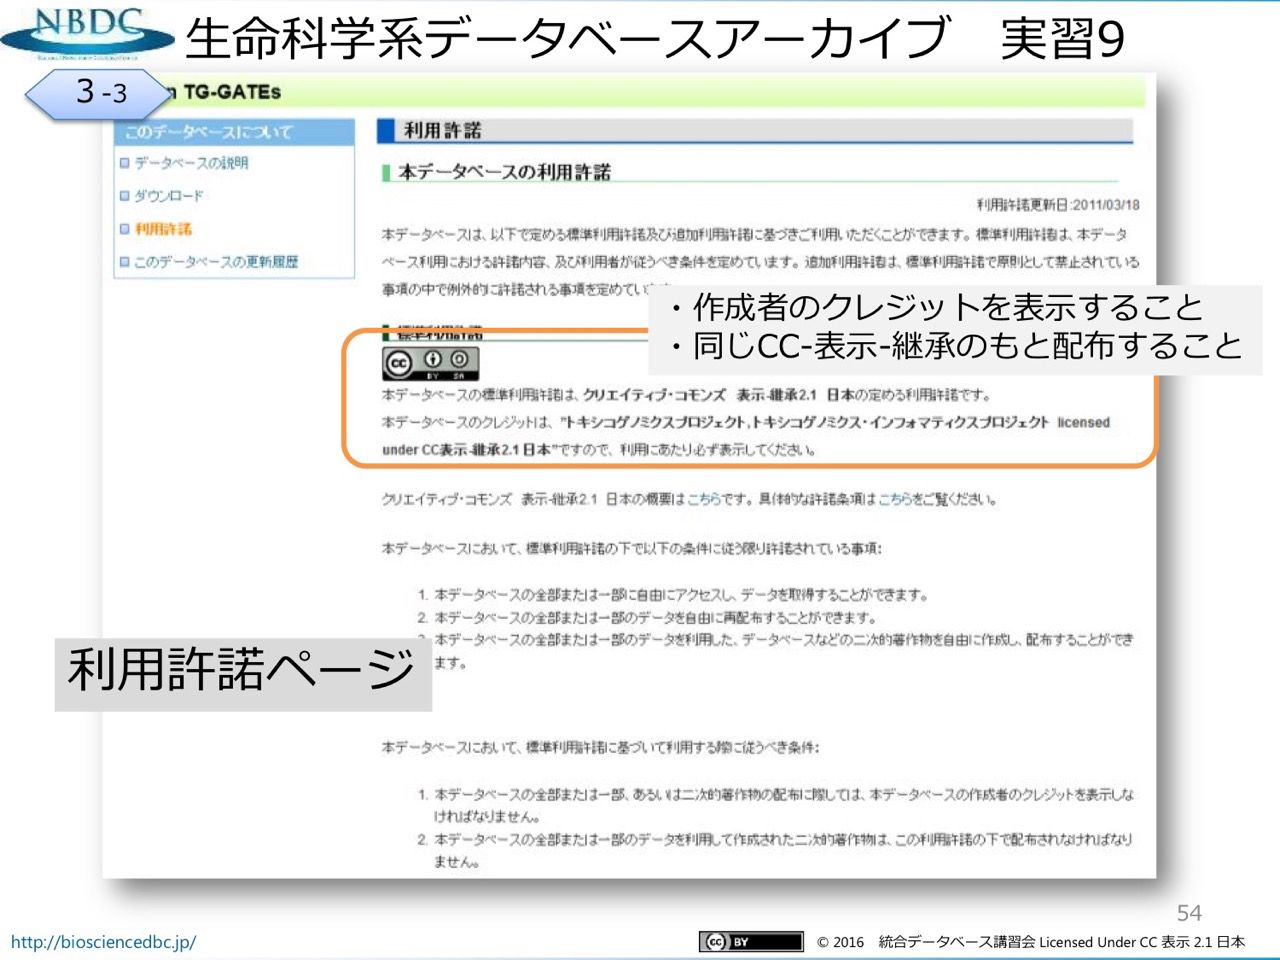 NBDC
生命科学系データベースアーカイブ　実習9
3-3
n TG-GATEs
このデータベースについて
データベースの説明
ダウンロード
利用許諾
このデータベースの更新履歴
利用許諾
本データベースの利用許諾
利用許諾更新日:2011/03/18
本データベースは、以下で定める標準利用許諾及び追加利用許諾に基づきご利用いただくことができます。標準利用許諾は、本データ
ベース利用における許諾内容、及び利用者が従うべき条件を定めています。追加利用許諾は、標準利用許諾で原則として禁止されている
事項の中で例外的に許諾される事項を定めてい
・作成者のクレジットを表示すること
・同じCC-表示-継承のもと配布すること
標準利用許諾
cc BY SA
本データベースの標準利用許諾は、クリエイティブ・コモンズ 表示-継承2.1 日本の定める利用許諾です。
本データベースのクレジットは、"トキシコゲノミクスプロジェクト,トキシコゲノミクス・インフォマティクスプロジェクト licensed
under CC表示-継承2.1 日本"ですので、利用にあたり必ず表示してください。
クリエイティブ・コモンズ 表示-継承2.1 日本の概要はこちらです。具体的な許諾条項はこちらをご覧ください。
本データベースにおいて、標準利用許諾の下で以下の条件に従う限り許諾されている事項:
1. 本データベースの全部または一部に自由にアクセスし、データを取得することができます。
2. 本データベースの全部または一部のデータを自由に再配布することができます。
3. 本データベースの全部または一部のデータを利用した、データベースなどの二次的著作物を自由に作成し、配布することができ
ます。
利用許諾ページ
本データベースにおいて、標準利用許諾に基づいて利用する際に従うべき条件:
1. 本データベースの全部または一部、あるいは二次的著作物の配布に際しては、本データベースの作成者のクレジットを表示しな
ければなりません。
2. 本データベースの全部または一部のデータを利用して作成された二次的著作物は、この利用許諾の下で配布されなければなり
ません。
54
http://biosciencedbc.jp/
cc BY
© 2016　統合データベース講習会 Licensed Under CC 表示 2.1 日本